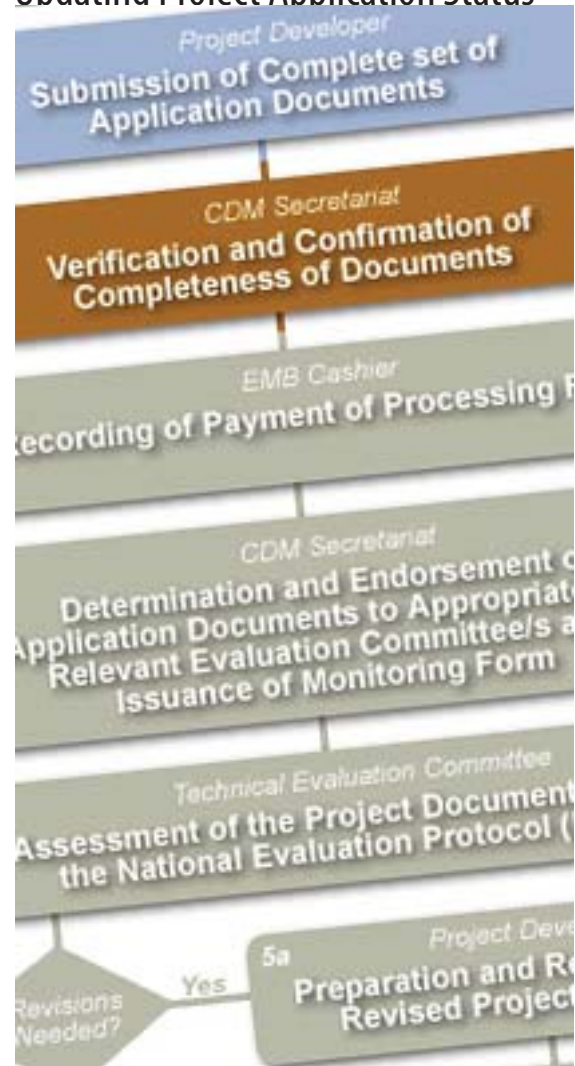 Updating Project Application Status
Project Developer
Submission of Complete set of
Application Documents
CDM Secretariat
Verification and Confirmation of
Completeness of Documents
EMB Cashier
Recording of Payment of Processing
CDM Secretariat
Determination and Endorsement
Application Documents to Appropriate
Relevant Evaluation Committee/s
Issuance of Monitoring Form
Technical Evaluation Committee
Assessment of the Project Document
the National Evaluation Protocol (
Revisions
Needed?
Yes
5a
Project Deve
Preparation and Re
Revised Project